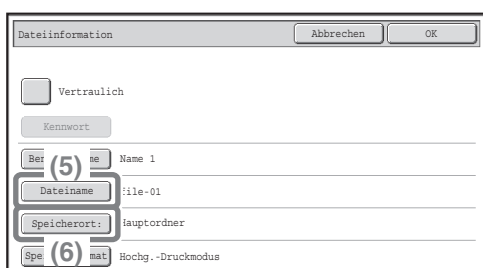 Dateiinformation Abbrechen OK
Vertraulich
Kennwort
Name 1
(5)
Dateiname file-01
Speicherort: Hauptordner
(6) Hochg.-Druckmodus